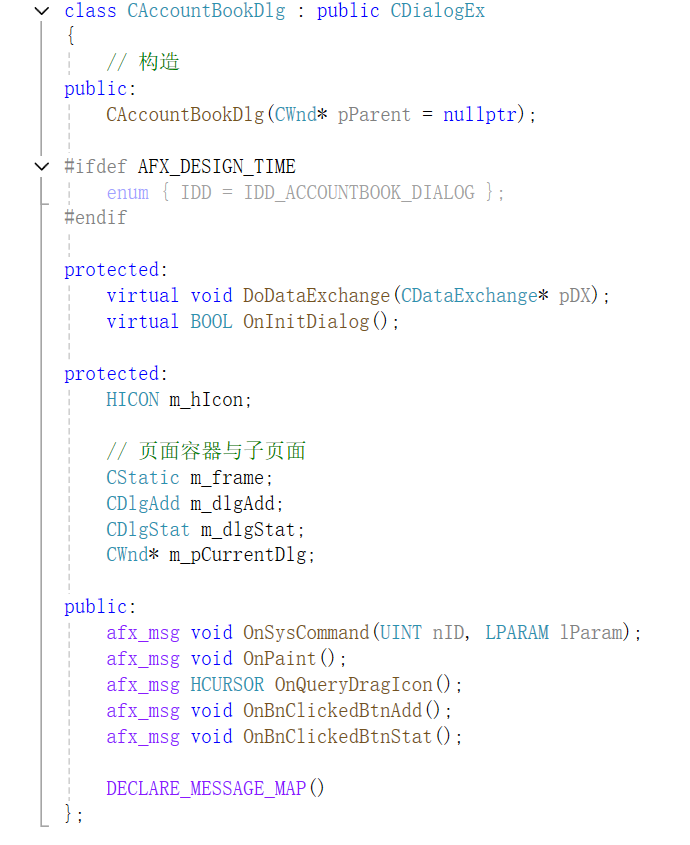 class CAccountBookDlg : public CDialogEx
{
// 构造
public:
CAccountBookDlg(CWnd* pParent = nullptr);
#ifdef AFX_DESIGN_TIME
enum { IDD = IDD_ACCOUNTBOOK_DIALOG };
#endif
protected:
virtual void DoDataExchange(CDataExchange* pDX);
virtual BOOL OnInitDialog();
protected:
HICON m_hIcon;
// 页面容器与子页面
CStatic m_frame;
CDlgAdd m_dlgAdd;
CDlgStat m_dlgStat;
CWnd* m_pCurrentDlg;
public:
afx_msg void OnSysCommand(UINT nID, LPARAM lParam);
afx_msg void OnPaint();
afx_msg HCURSOR OnQueryDragIcon();
afx_msg void OnBnClickedBtnAdd();
afx_msg void OnBnClickedBtnStat();
DECLARE_MESSAGE_MAP()
};